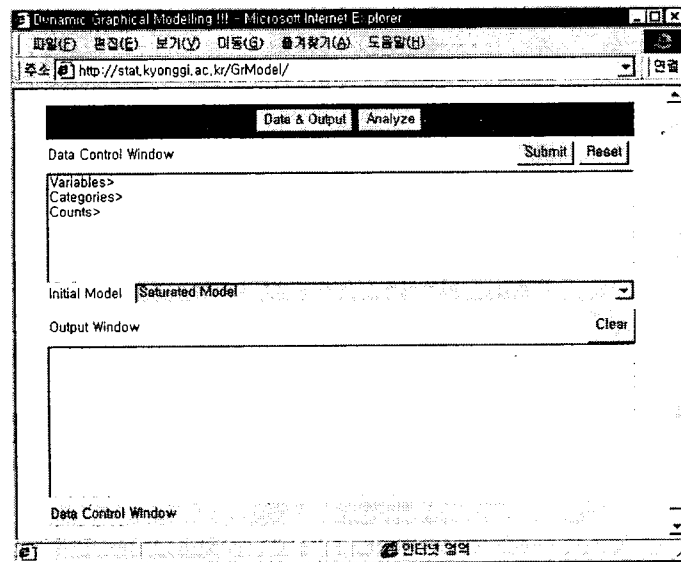 Dynamic Graphical Modelling !!! - Microsoft Internet Explorer
파일(F) 편집(E) 보기(V) 이동(G) 즐겨찾기(A) 도움말(H)
주소 http://stat.kyonggi.ac.kr/GrModel/ 연결
Data & Output Analyze
Data Control Window Submit Reset
Variables>
Categories>
Counts>
Initial Model Saturated Model
Output Window Clear
Data Control Window
인터넷 영역